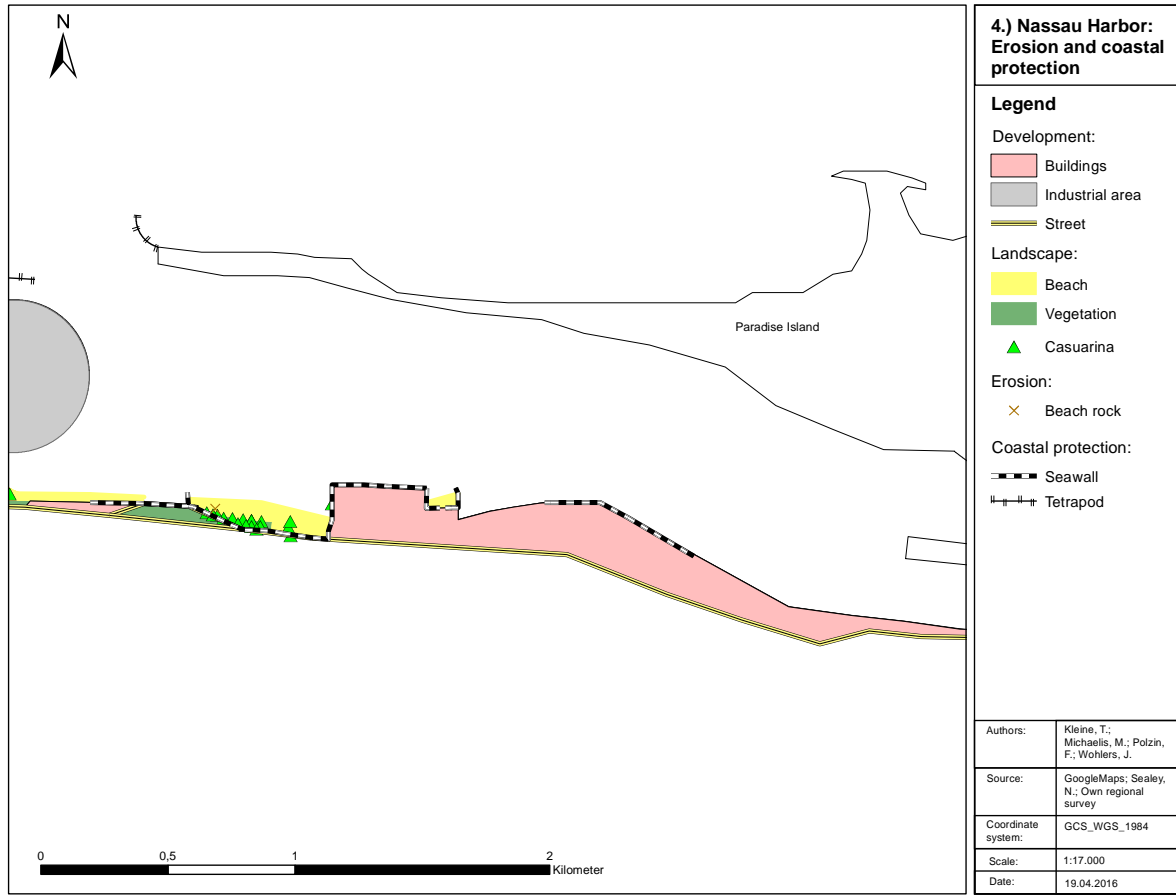 N
Paradise Island
0
0,5
1
2
Kilometer
4.) Nassau Harbor:
Erosion and coastal
protection
Legend
Development:
Buildings
Industrial area
Street
Landscape:
Beach
Vegetation
Casuarina
Erosion:
Beach rock
Coastal protection:
Seawall
Tetrapod
Authors:
Kleine, T.;
Michaelis, M.; Polzin,
F.; Wohlers, J.
Source:
GoogleMaps; Sealey,
N.; Own regional
survey
Coordinate
system:
GCS_WGS_1984
Scale:
1:17.000
Date:
19.04.2016